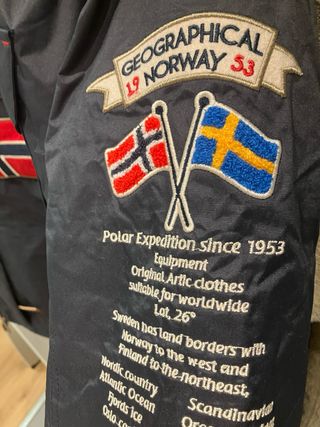 GEOGRAPHICAL
NORWAY
19 53
Polar Expedition since 1953
Equipment
Original Artic clothes
suitable for worldwide
Lat. 26°
Sweden has land borders with
Norway to the west and
Finland to the northeast,
Nordic country
Atlantic Ocean
Fjords ice
Scandinavian